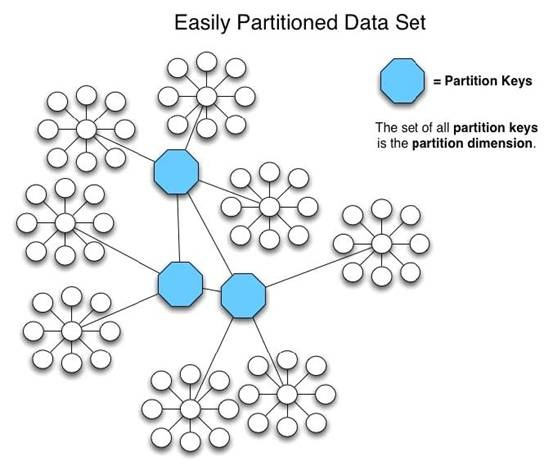 Easily Partitioned Data Set
= Partition Keys
The set of all partition keys
is the partition dimension.